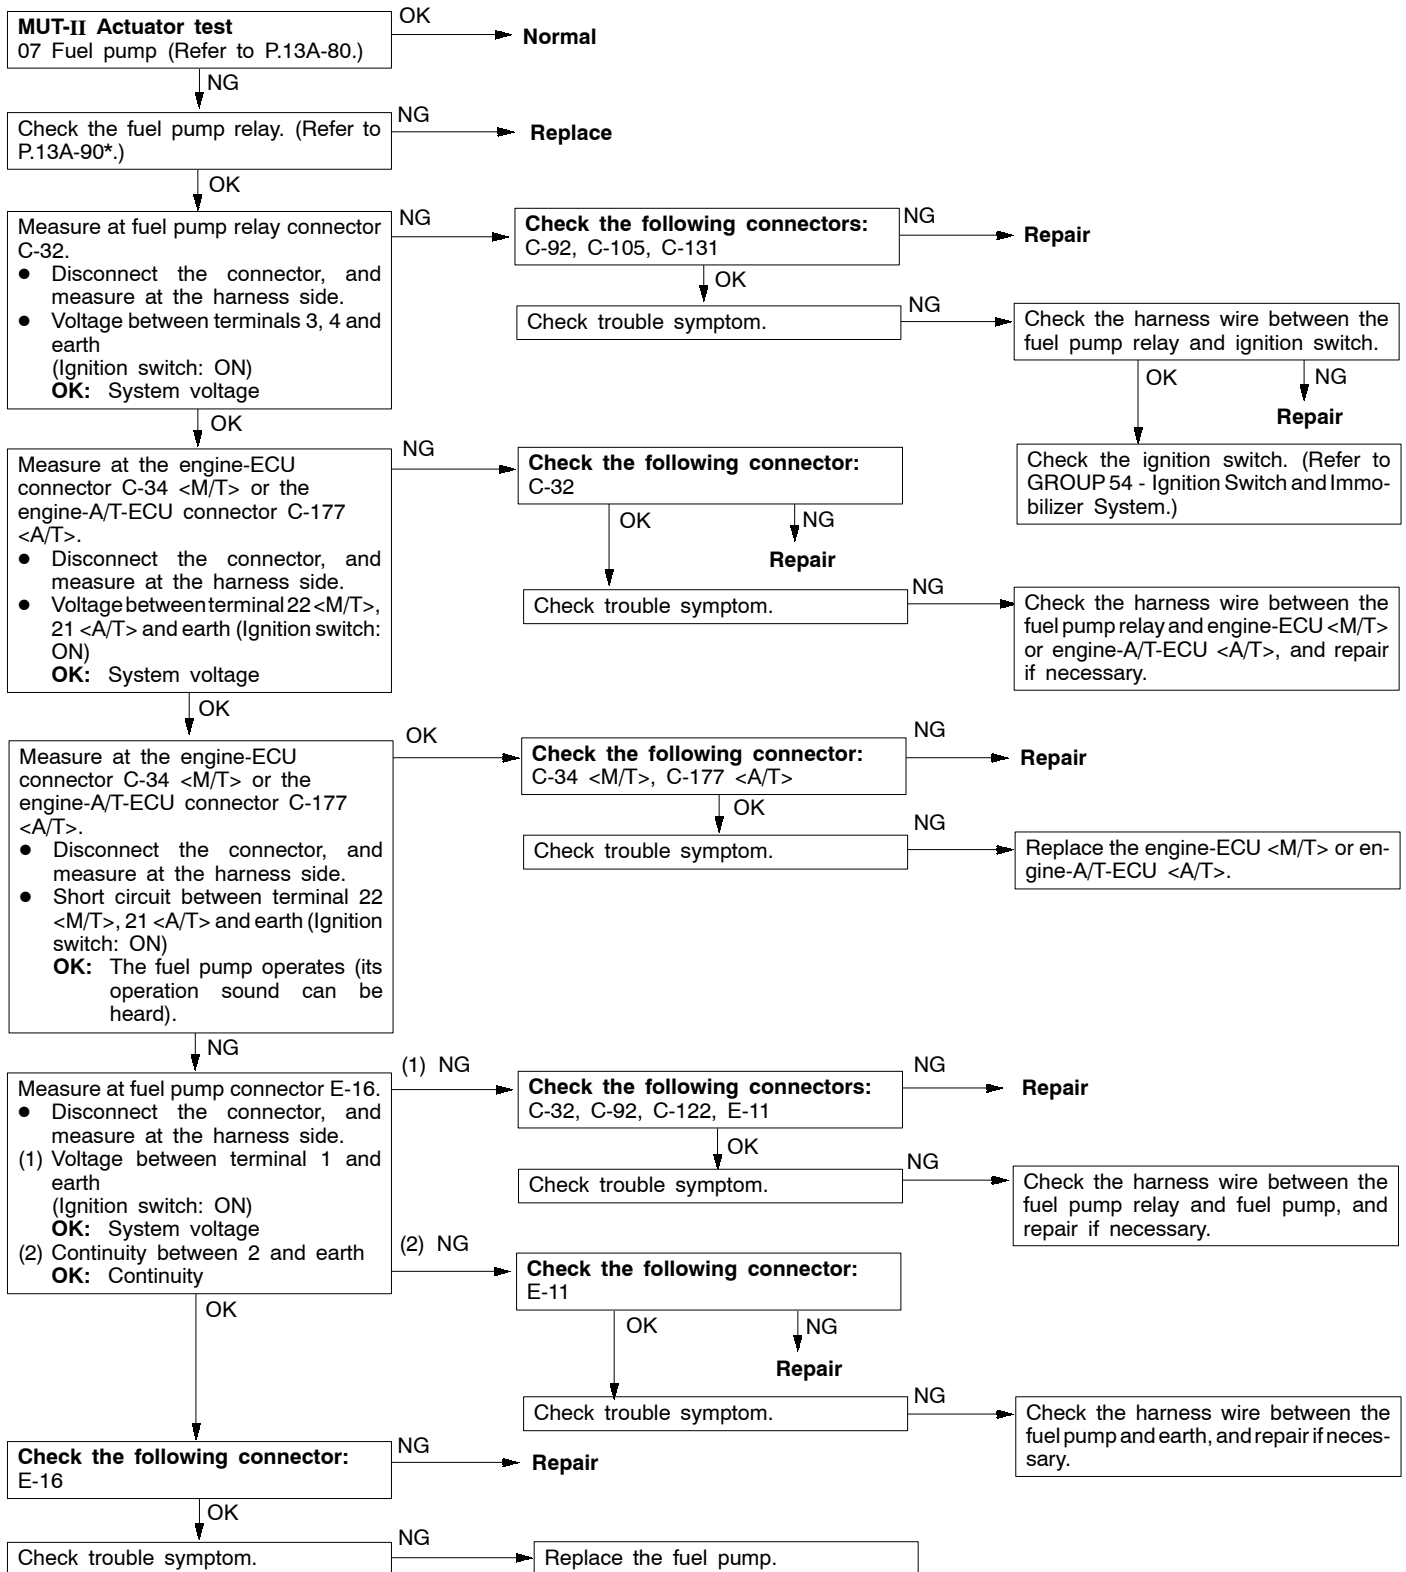 MUT-II Actuator test
07 Fuel pump (Refer to P.13A-80.)
OK
Normal
NG
Check the fuel pump relay. (Refer to
P.13A-90*.)
NG
Replace
OK
Measure at fuel pump relay connector
C-32.
● Disconnect the connector, and
measure at the harness side.
● Voltage between terminals 3, 4 and
earth
(Ignition switch: ON)
OK: System voltage
NG
Check the following connectors:
C-92, C-105, C-131
NG
Repair
OK
Check trouble symptom.
NG
Check the harness wire between the
fuel pump relay and ignition switch.
OK
NG
Repair
Check the ignition switch. (Refer to
GROUP 54 - Ignition Switch and Immo-
bilizer System.)
OK
Measure at the engine-ECU
connector C-34 <M/T> or the
engine-A/T-ECU connector C-177
<A/T>.
● Disconnect the connector, and
measure at the harness side.
● Voltage between terminal 22 <M/T>,
21 <A/T> and earth (Ignition switch:
ON)
OK: System voltage
NG
Check the following connector:
C-32
OK
NG
Repair
Check trouble symptom.
NG
Check the harness wire between the
fuel pump relay and engine-ECU <M/T>
or engine-A/T-ECU <A/T>, and repair
if necessary.
OK
Measure at the engine-ECU
connector C-34 <M/T> or the
engine-A/T-ECU connector C-177
<A/T>.
● Disconnect the connector, and
measure at the harness side.
● Short circuit between terminal 22
<M/T>, 21 <A/T> and earth (Ignition
switch: ON)
OK: The fuel pump operates (its
operation sound can be
heard).
OK
Check the following connector:
C-34 <M/T>, C-177 <A/T>
NG
Repair
OK
Check trouble symptom.
NG
Replace the engine-ECU <M/T> or en-
gine-A/T-ECU <A/T>.
NG
Measure at fuel pump connector E-16.
● Disconnect the connector, and
measure at the harness side.
(1) Voltage between terminal 1 and
earth
(Ignition switch: ON)
OK: System voltage
(2) Continuity between 2 and earth
OK: Continuity
(1) NG
Check the following connectors:
C-32, C-92, C-122, E-11
NG
Repair
OK
Check trouble symptom.
NG
Check the harness wire between the
fuel pump relay and fuel pump, and
repair if necessary.
(2) NG
Check the following connector:
E-11
OK
NG
Repair
Check trouble symptom.
NG
Check the harness wire between the
fuel pump and earth, and repair if neces-
sary.
OK
Check the following connector:
E-16
NG
Repair
OK
Check trouble symptom.
NG
Replace the fuel pump.